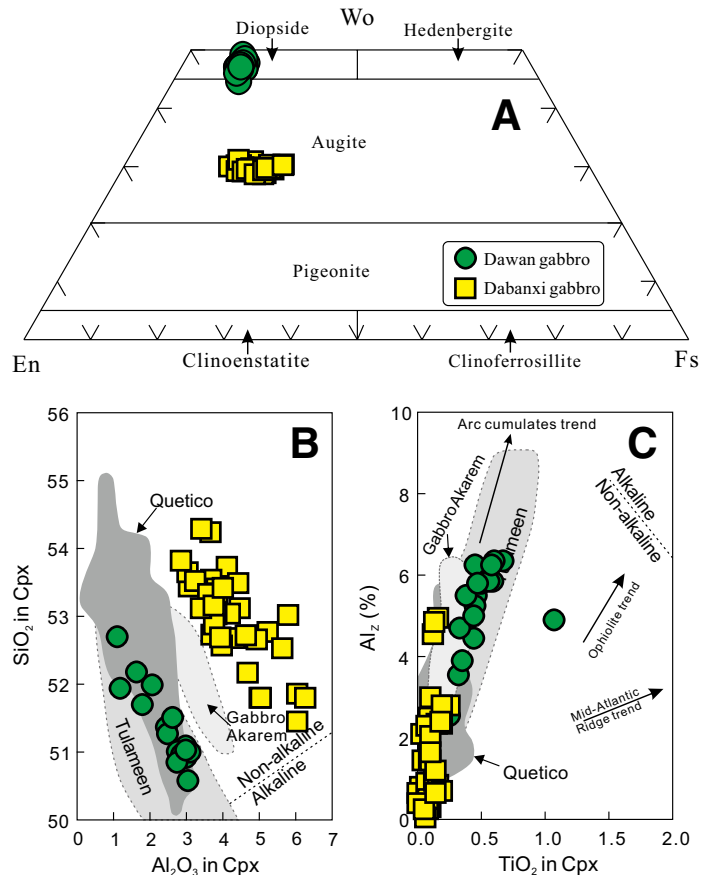 Wo
Diopside
Hedenbergite
A
Augite
Pigeonite
Dawan gabbro
Dabanxi gabbro
En
Fs
Clinoenstatite
Clinoferrosillite
B
56
55
54
53
52
51
50
SiO2 in Cpx
Quetico
Gabbro
Akarem
Tulameen
Non-alkaline
Alkaline
0 1 2 3 4 5 6 7
Al2O3 in Cpx
C
10
8
6
4
2
0
AlZ (%)
Arc cumulates trend
Gabbro Akarem
meen
Alkaline
Non-alkaline
Ophiolite trend
Mid-Atlantic
Ridge trend
Quetico
0.0 0.5 1.0 1.5 2.0
TiO2 in Cpx